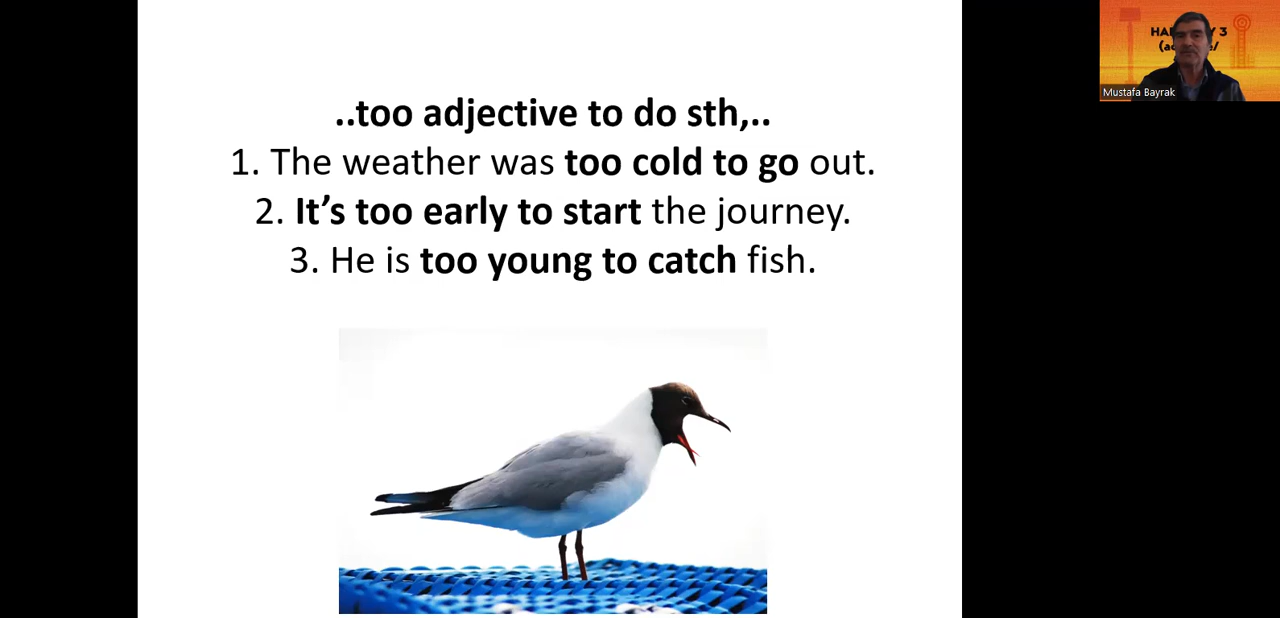 ..too adjective to do sth,..
1. The weather was too cold to go out.
2. It’s too early to start the journey.
3. He is too young to catch fish.
Mustafa Bayrak